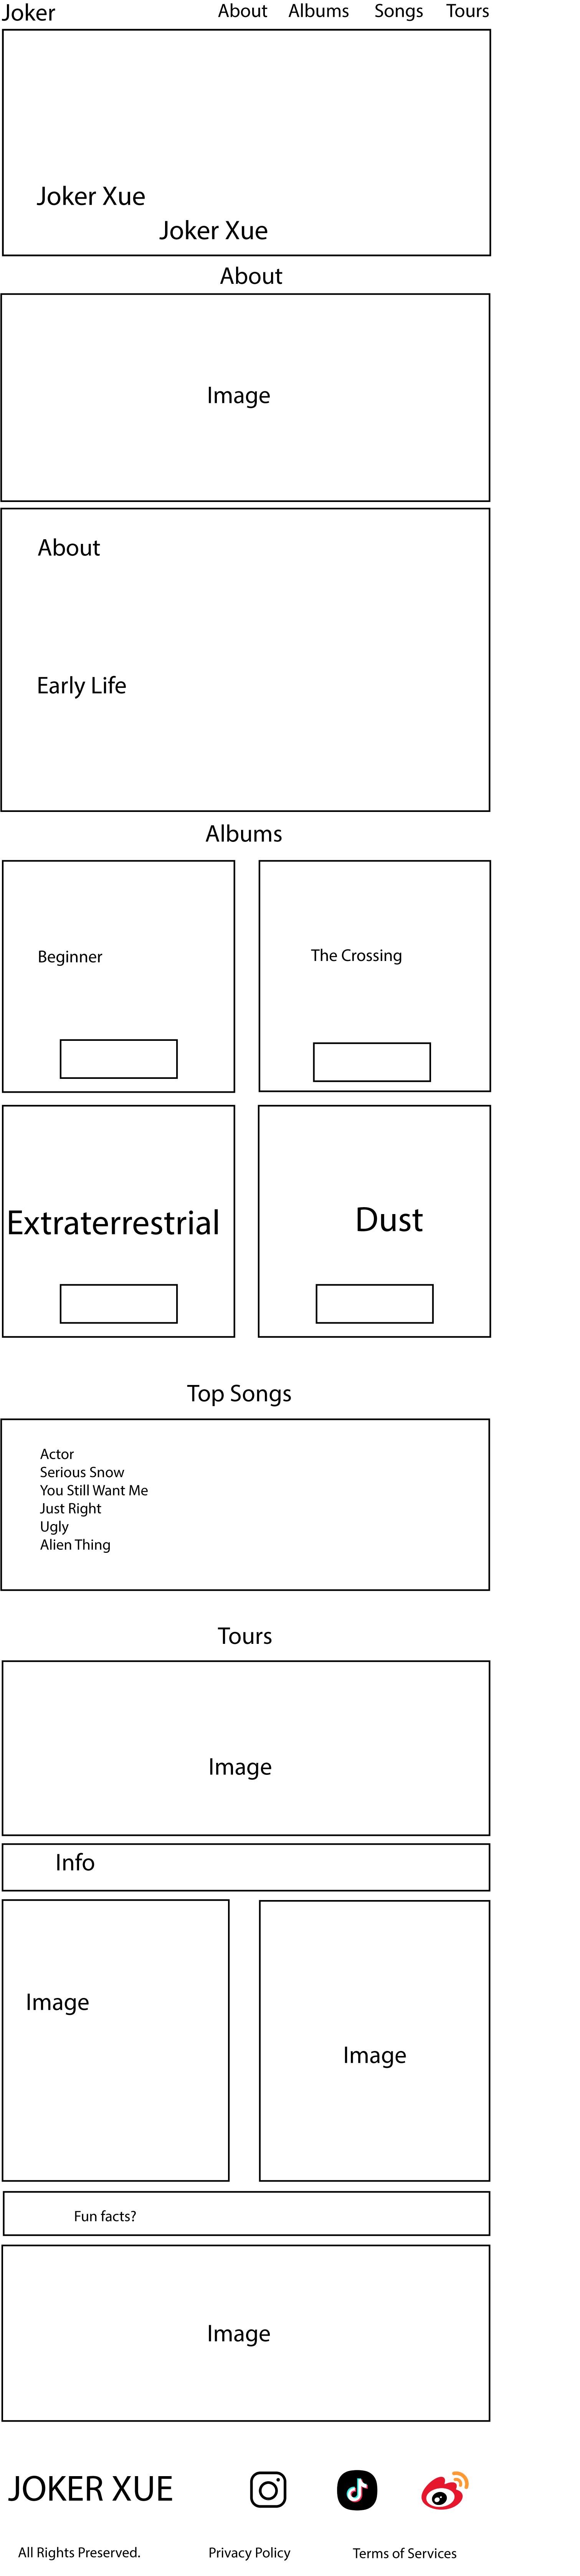 Joker
About Albums Songs Tours
Joker Xue
Joker Xue
About
Image
About
Early Life
Albums
Beginner
The Crossing
Extraterrestrial
Dust
Top Songs
Actor
Serious Snow
You Still Want Me
Just Right
Ugly
Alien Thing
Tours
Image
Info
Image
Image
Fun facts?
Image
JOKER XUE
All Rights Preserved.
Privacy Policy
Terms of Services